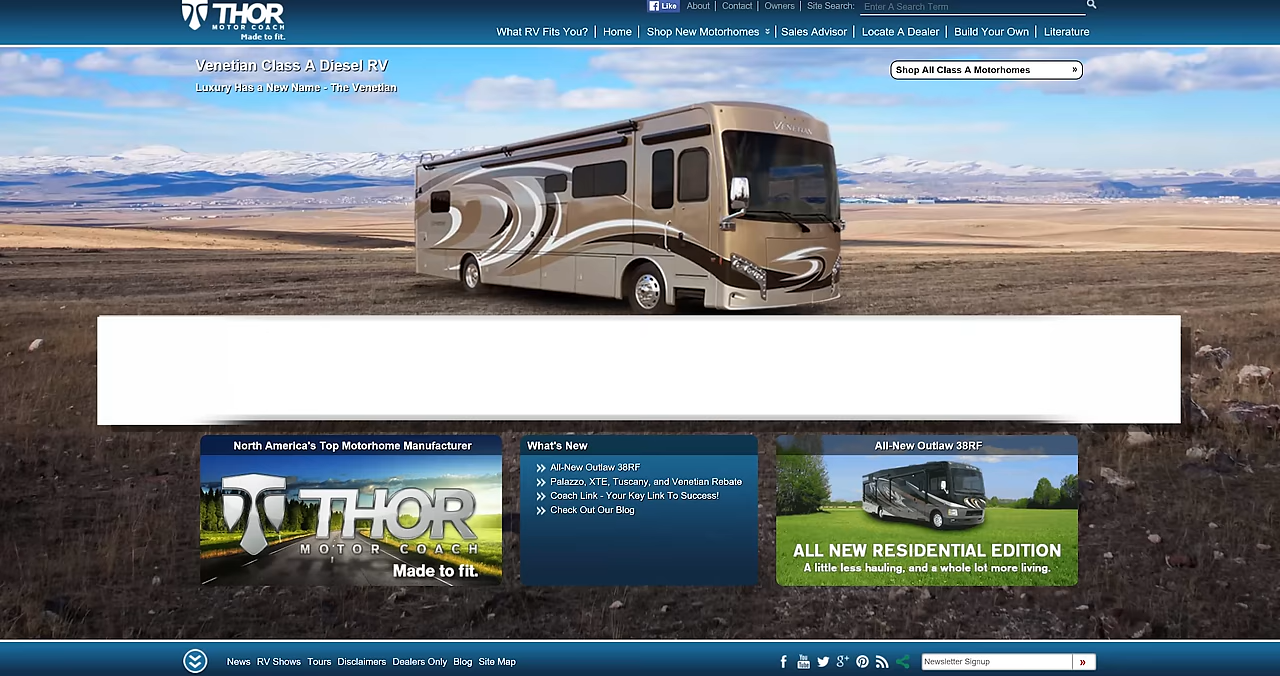 THOR
MOTOR COACH
Made to fit.
Like
About | Contact | Owners | Site Search: Enter A Search Term
What RV Fits You? | Home | Shop New Motorhomes | Sales Advisor | Locate A Dealer | Build Your Own | Literature
Venetian Class A Diesel RV
Luxury Has a New Name - The Venetian
Shop All Class A Motorhomes »
VENETIAN
North America's Top Motorhome Manufacturer
THOR
MOTOR COACH
Made to fit.
What's New
All-New Outlaw 38RF
Palazzo, XTE, Tuscany, and Venetian Rebate
Coach Link - Your Key Link To Success!
Check Out Our Blog
All-New Outlaw 38RF
ALL NEW RESIDENTIAL EDITION
A little less hauling, and a whole lot more living.
News RV Shows Tours Disclaimers Dealers Only Blog Site Map
You Tube
Newsletter Signup »